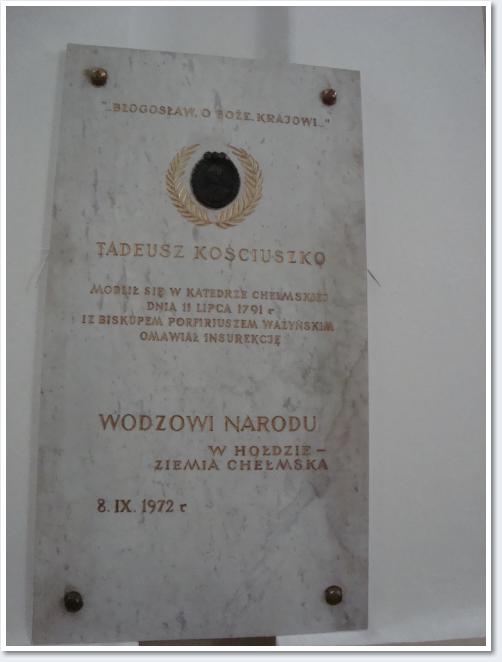 "...BŁOGOSŁAW, O BOŻE, KRAJOWI..."
TADEUSZ KOŚCIUSZKO
MODLIŁ SIĘ W KATEDRZE CHEŁMSKIEJ
DNIA 11 LIPCA 1791 r
I Z BISKUPEM PORFIRIUSZEM WAŻYŃSKIM
OMAWIAŁ INSUREKCJĘ
WODZOWI NARODU
W HOŁDZIE –
ZIEMIA CHEŁMSKA
8. IX. 1972 r